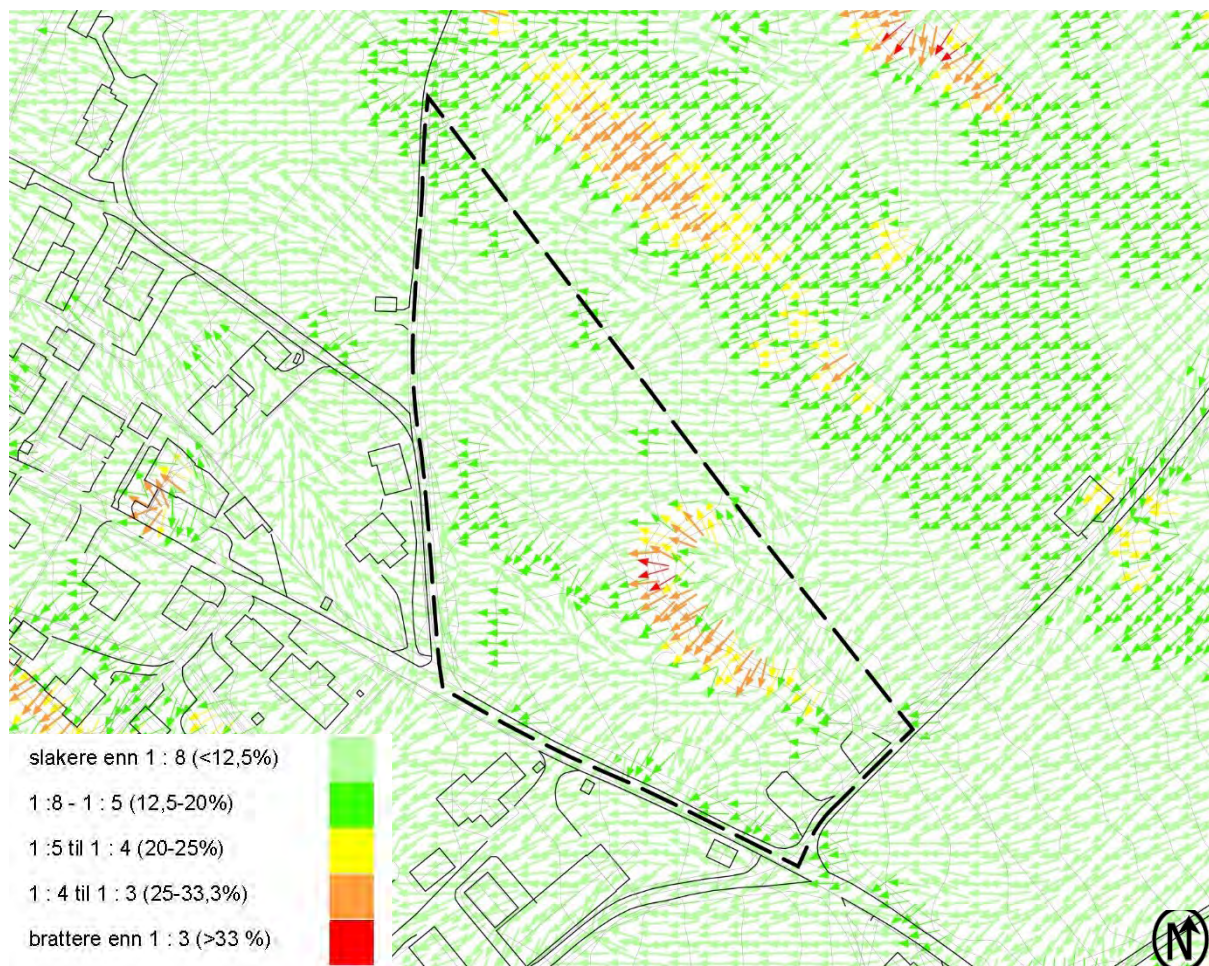 slakere enn 1 : 8 (<12,5%)
1 :8 - 1 : 5 (12,5-20%)
1:5 til 1 : 4 (20-25%)
1 : 4 til 1 : 3 (25-33,3%)
brattere enn 1 : 3 (>33 %)
N